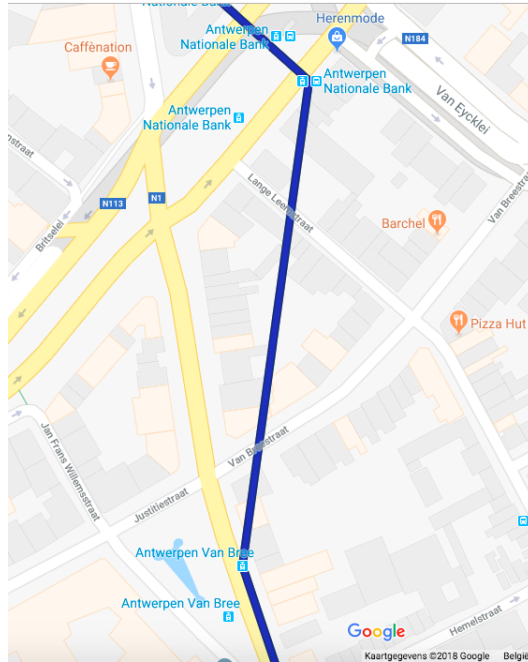 Nationale Bank
Antwerpen
Nationale Bank
Herenmode
N184
Caffènation
Antwerpen
Nationale Bank
Antwerpen
Nationale Bank
Van Eycklei
Lange Leemstraat
Van Breestraat
N1
N113
Britselei
Barchel
Pizza Hut
Jan Frans Willemsstraat
Van Breestraat
Justitiestraat
Antwerpen Van Bree
Antwerpen Van Bree
Hemelstraat
Google
Kaartgegevens ©2018 Google België